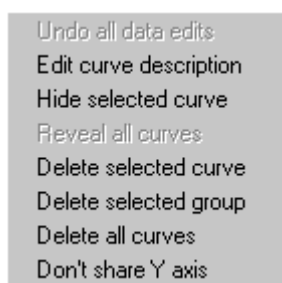 Undo all data edits
Edit curve description
Hide selected curve
Reveal all curves
Delete selected curve
Delete selected group
Delete all curves
Don't share Y axis